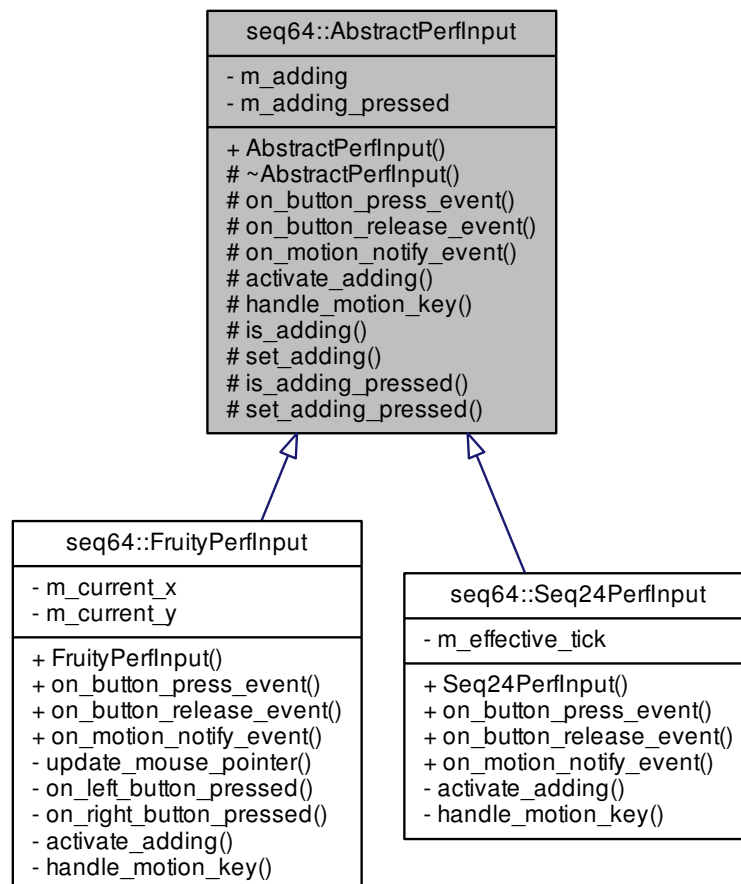 seq64::AbstractPerfInput
- m_adding
- m_adding_pressed
+ AbstractPerfInput()
# ~AbstractPerfInput()
# on_button_press_event()
# on_button_release_event()
# on_motion_notify_event()
# activate_adding()
# handle_motion_key()
# is_adding()
# set_adding()
# is_adding_pressed()
# set_adding_pressed()
seq64::FruityPerfInput
- m_current_x
- m_current_y
+ FruityPerfInput()
+ on_button_press_event()
+ on_button_release_event()
+ on_motion_notify_event()
- update_mouse_pointer()
- on_left_button_pressed()
- on_right_button_pressed()
- activate_adding()
- handle_motion_key()
seq64::Seq24PerfInput
- m_effective_tick
+ Seq24PerfInput()
+ on_button_press_event()
+ on_button_release_event()
+ on_motion_notify_event()
- activate_adding()
- handle_motion_key()